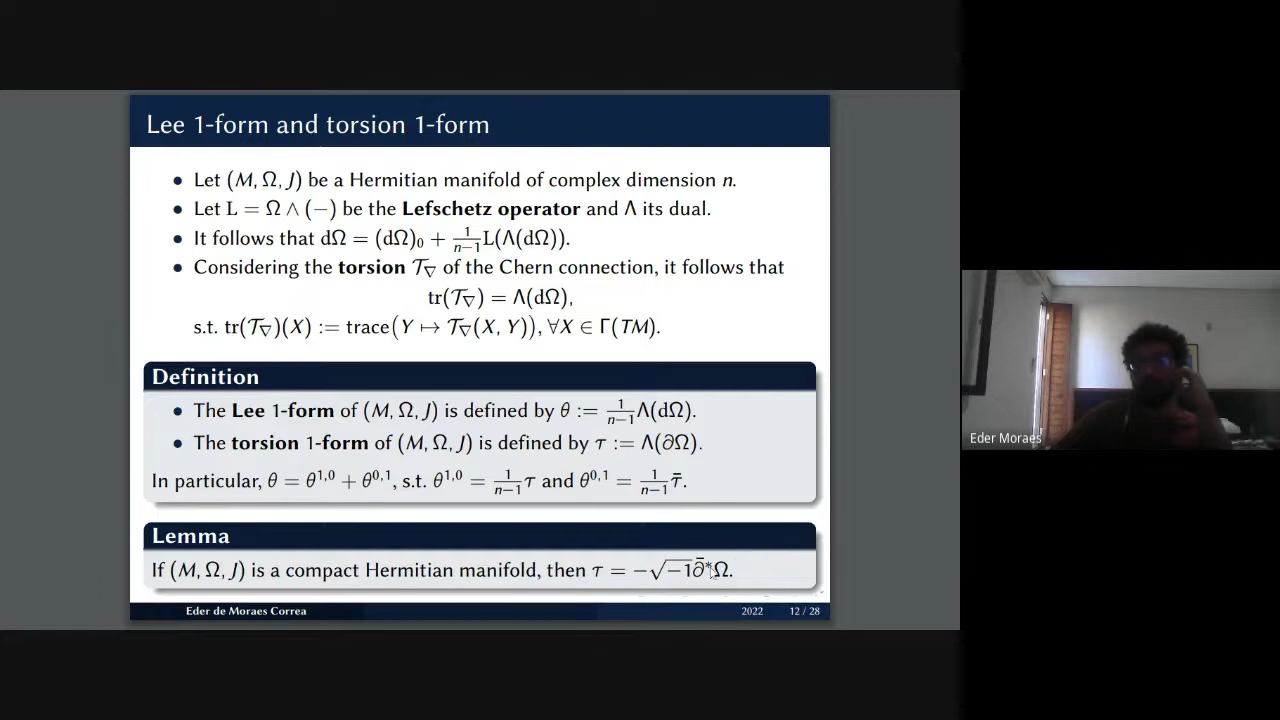 Lee 1-form and torsion 1-form
• Let (M, Ω, J) be a Hermitian manifold of complex dimension n.
• Let L = Ω ∧ (−) be the Lefschetz operator and Λ its dual.
• It follows that dΩ = (dΩ)₀ + 1/(n−1) L(Λ(dΩ)).
• Considering the torsion 𝒯_∇ of the Chern connection, it follows that
tr(𝒯_∇) = Λ(dΩ),
s.t. tr(𝒯_∇)(X) := trace(Y ↦ 𝒯_∇(X, Y)), ∀X ∈ Γ(TM).
Definition
• The Lee 1-form of (M, Ω, J) is defined by θ := 1/(n−1) Λ(dΩ).
• The torsion 1-form of (M, Ω, J) is defined by τ := Λ(∂Ω).
In particular, θ = θ^{1,0} + θ^{0,1}, s.t. θ^{1,0} = 1/(n−1) τ and θ^{0,1} = 1/(n−1) τ̄.
Lemma
If (M, Ω, J) is a compact Hermitian manifold, then τ = −√−1 ∂̄*Ω.
Eder de Moraes Correa 2022 12 / 28
Eder Moraes